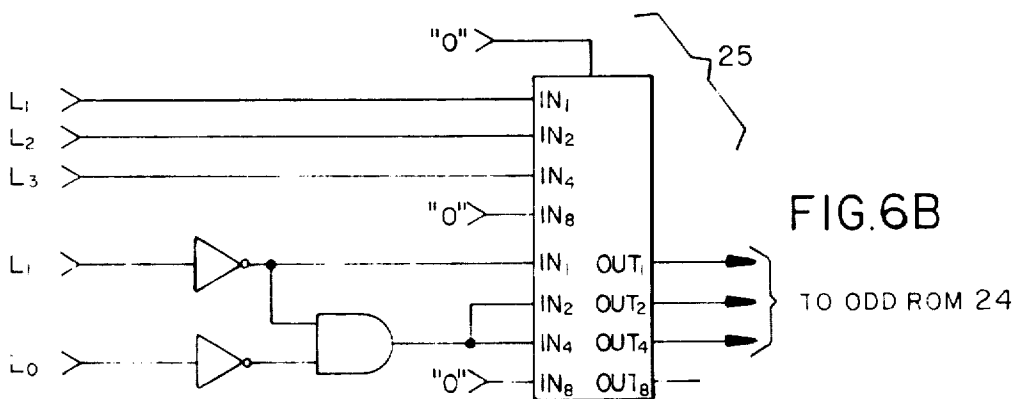 "0"
25
L₁ IN₁
L₂ IN₂
L₃ IN₄
"0" IN₈
FIG.6B
L₁ IN₁ OUT₁
IN₂ OUT₂ TO ODD ROM 24
L₀ IN₄ OUT₄
"0" IN₈ OUT₈